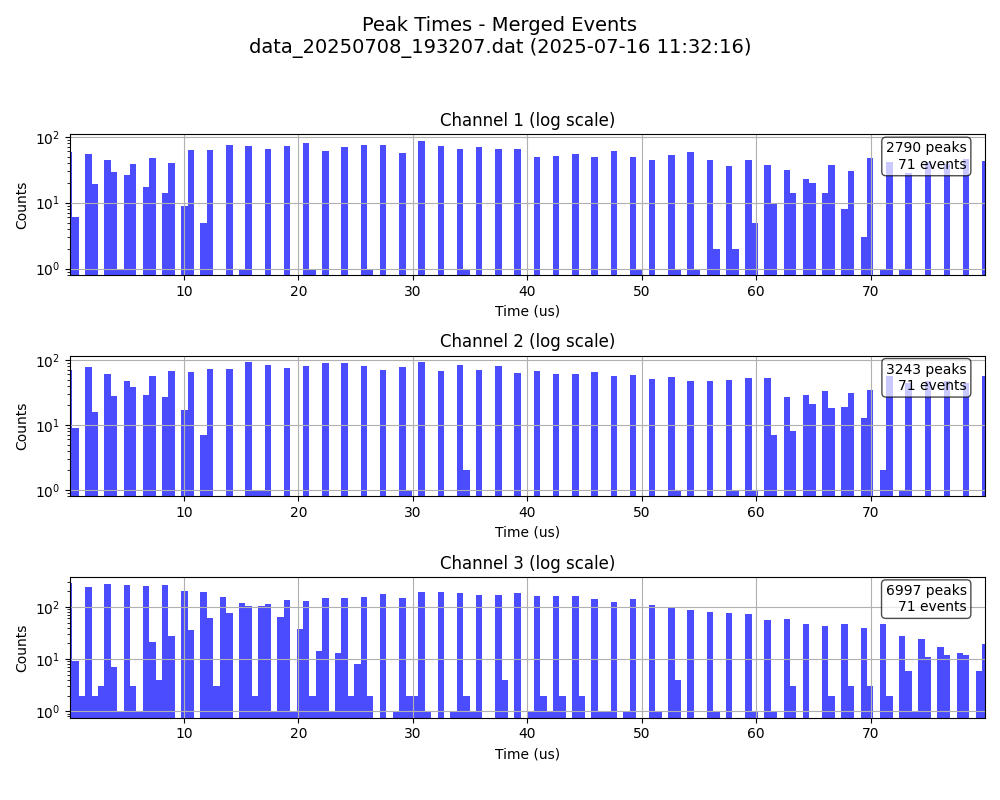 Peak Times - Merged Events
data_20250708_193207.dat (2025-07-16 11:32:16)
Channel 1 (log scale)
10²
10¹
10⁰
Counts
2790 peaks
71 events
10 20 30 40 50 60 70
Time (us)
Channel 2 (log scale)
10²
10¹
10⁰
Counts
3243 peaks
71 events
10 20 30 40 50 60 70
Time (us)
Channel 3 (log scale)
10²
10¹
10⁰
Counts
6997 peaks
71 events
10 20 30 40 50 60 70
Time (us)